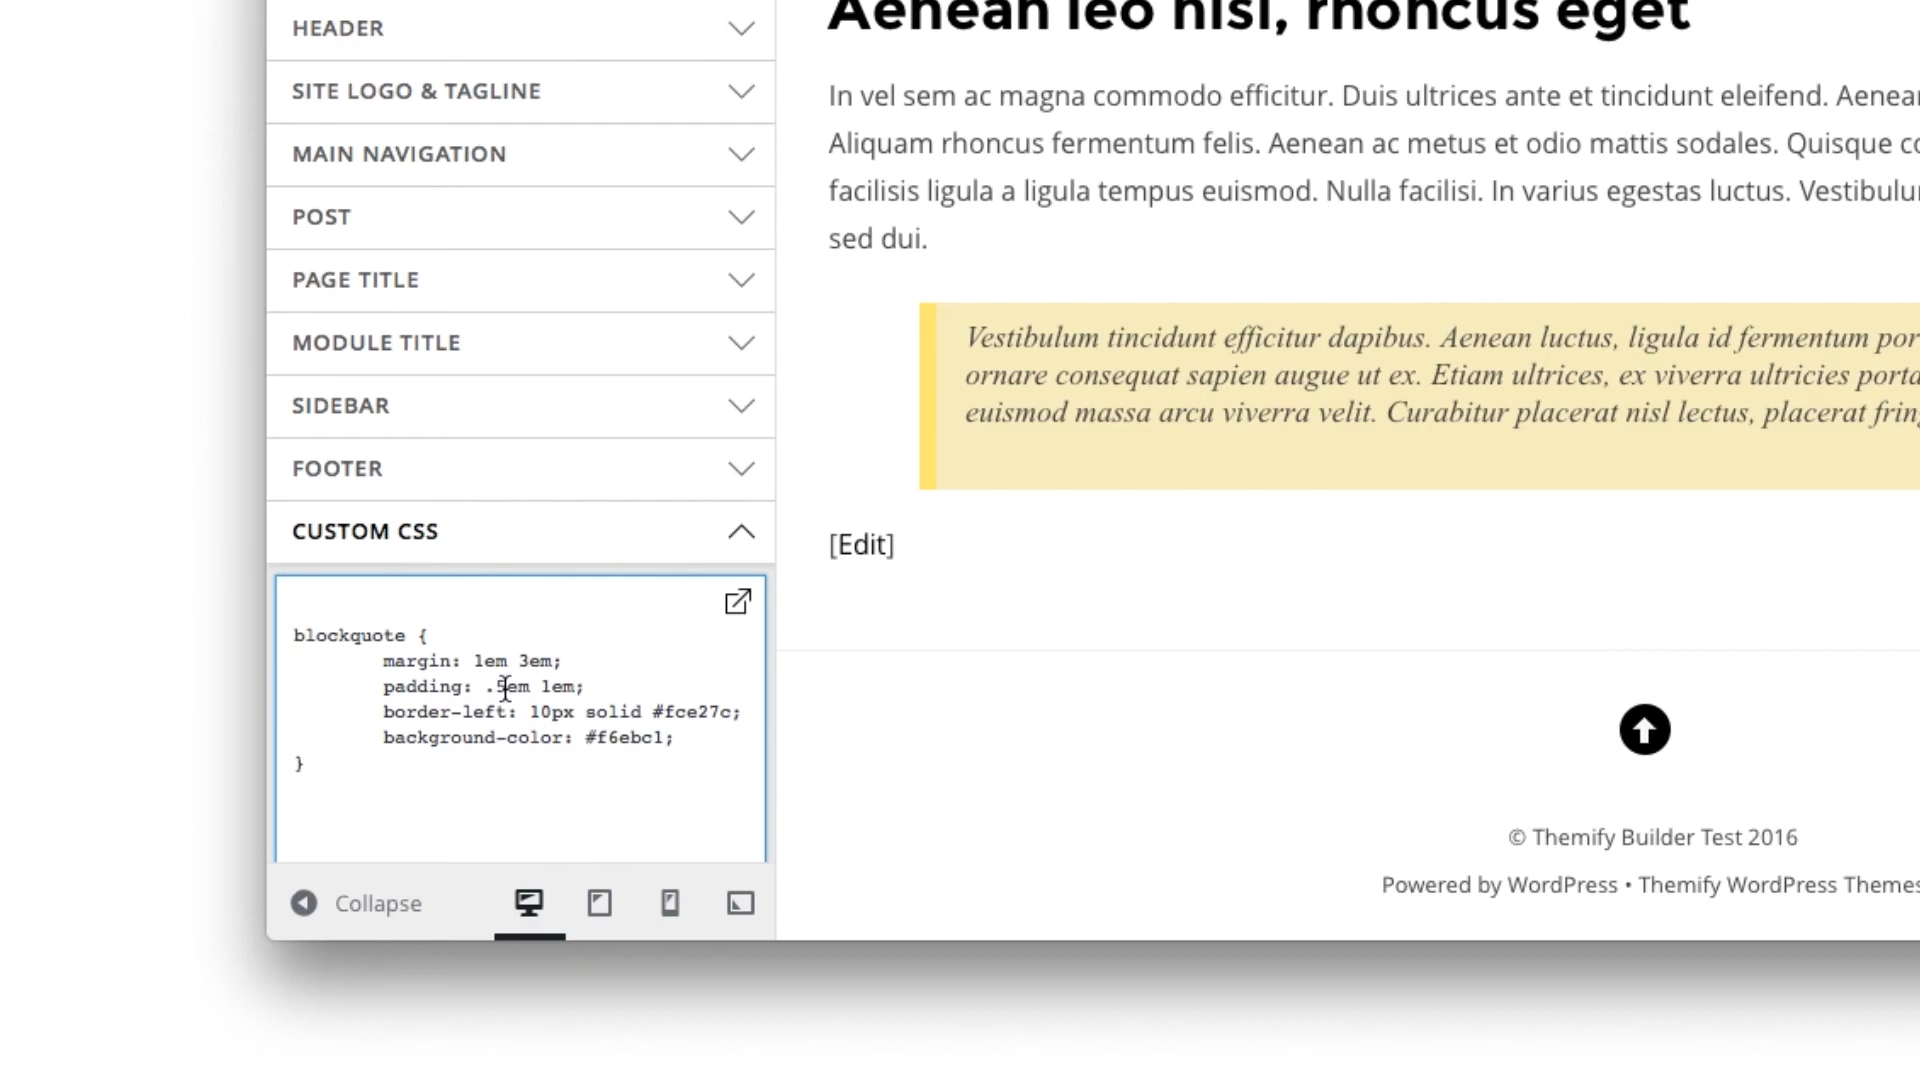 HEADER
SITE LOGO & TAGLINE
MAIN NAVIGATION
POST
PAGE TITLE
MODULE TITLE
SIDEBAR
FOOTER
CUSTOM CSS
blockquote {
margin: 1em 3em;
padding: .5em 1em;
border-left: 10px solid #fce27c;
background-color: #f6ebc1;
}
Collapse
Aenean leo nisl, rhoncus eget
In vel sem ac magna commodo efficitur. Duis ultrices ante et tincidunt eleifend. Aenean
Aliquam rhoncus fermentum felis. Aenean ac metus et odio mattis sodales. Quisque
facilisis ligula a ligula tempus euismod. Nulla facilisi. In varius egestas luctus. Vestibulum
sed dui.
Vestibulum tincidunt efficitur dapibus. Aenean luctus, ligula id fermentum
ornare consequat sapien augue ut ex. Etiam ultrices, ex viverra ultricies porta
euismod massa arcu viverra velit. Curabitur placerat nisl lectus, placerat
[Edit]
© Themify Builder Test 2016
Powered by WordPress • Themify WordPress Themes